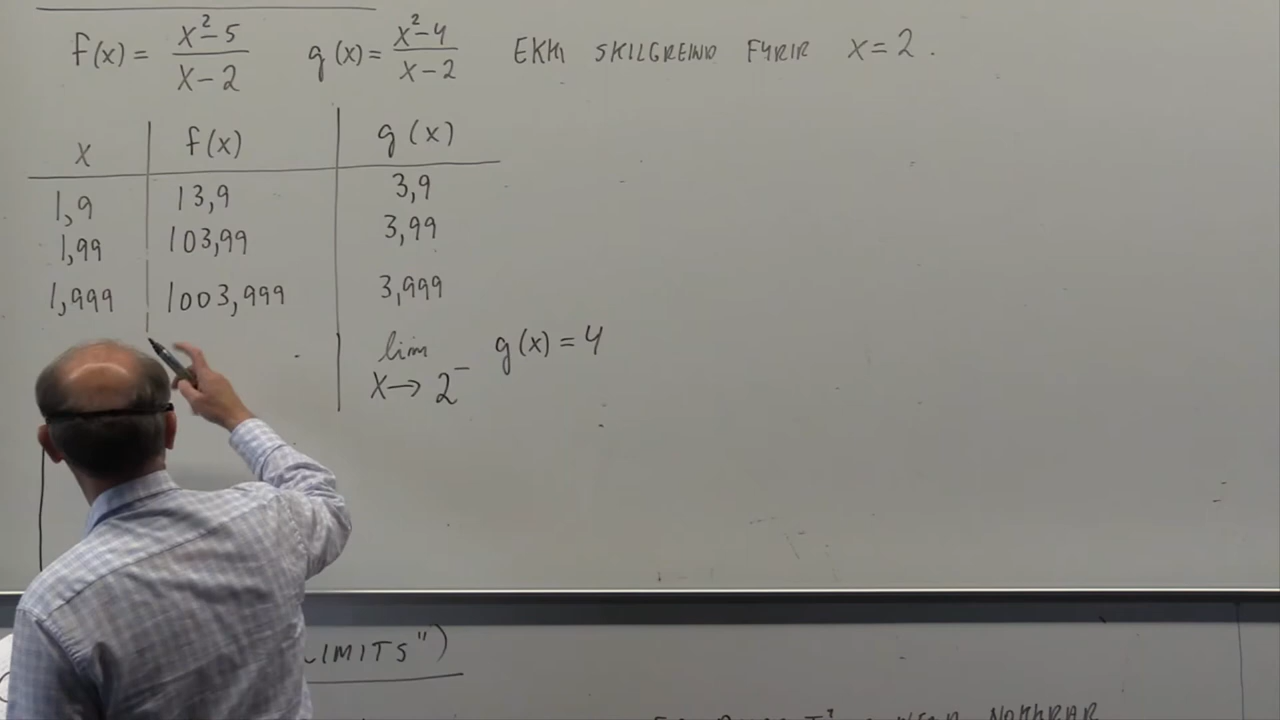 f(x) = x²-5 / x-2 g(x) = x²-4 / x-2 EKKI SKILGREIND FYRIR x=2.
x f(x) g(x)
1,9 13,9 3,9
1,99 103,99 3,99
1,999 1003,999 3,999
lim x→2⁻ g(x) = 4
LIMITS")
NOKKRAR